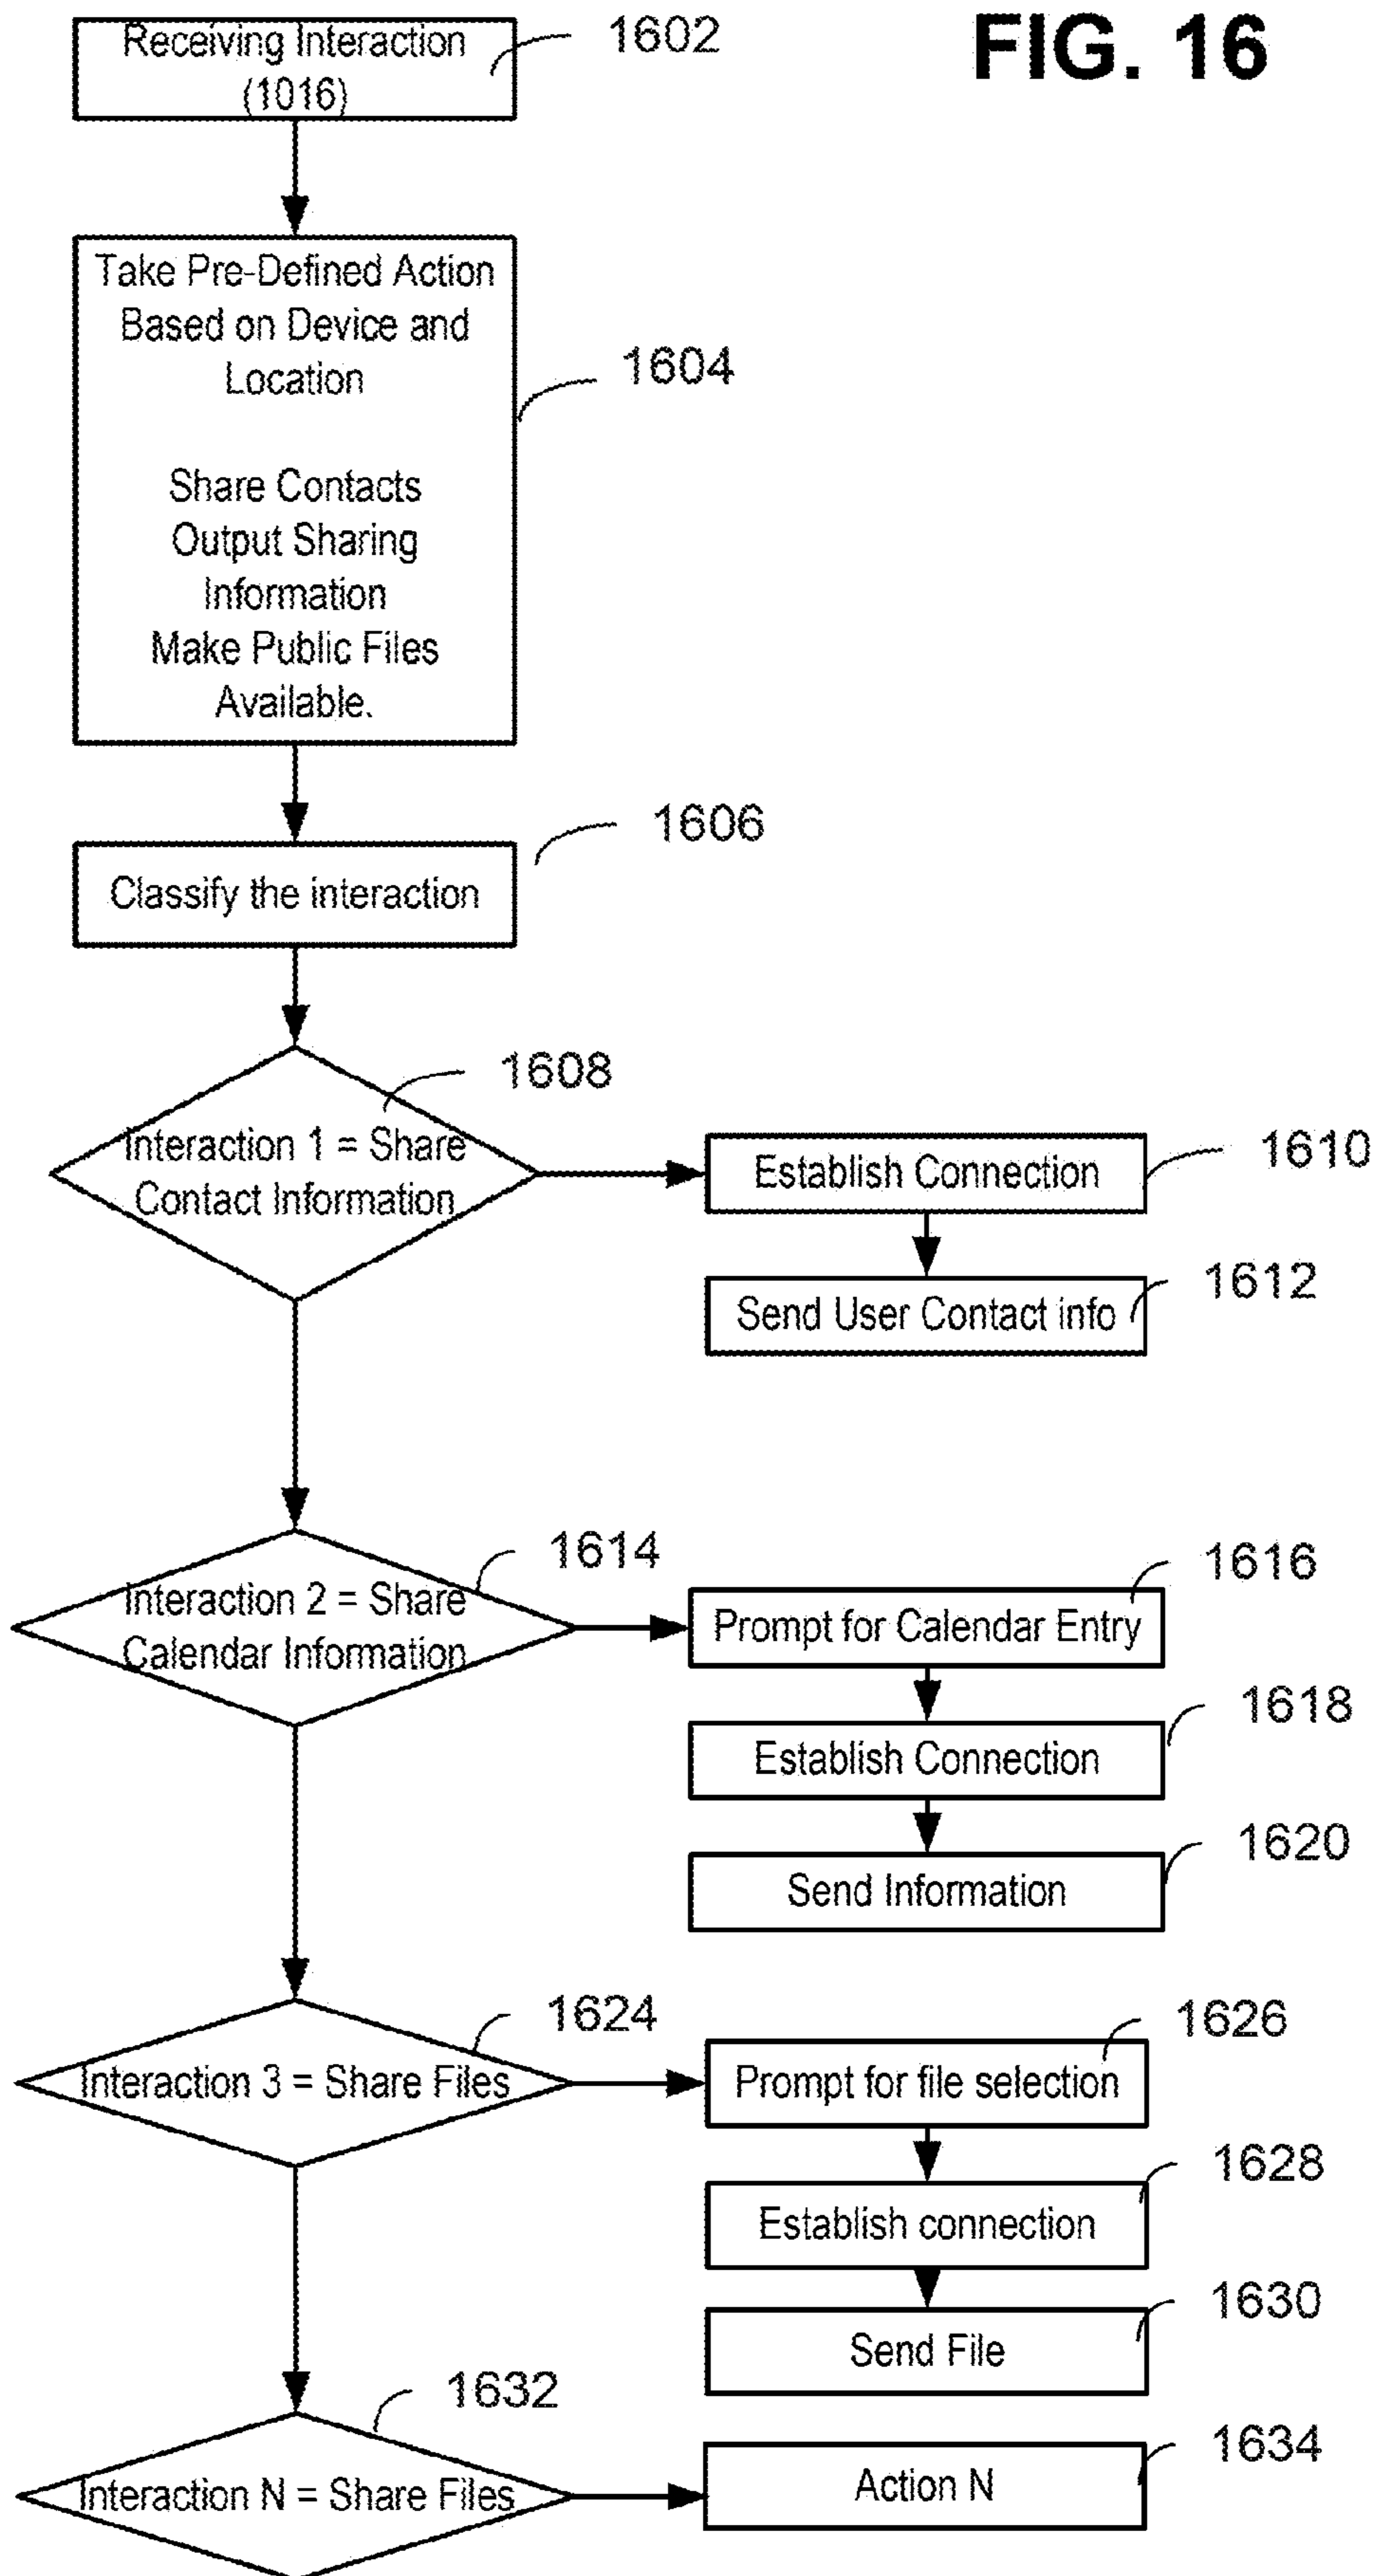 FIG. 16
Receiving Interaction
(1016)
1602
Take Pre-Defined Action
Based on Device and
Location
Share Contacts
Output Sharing
Information
Make Public Files
Available.
1604
1606
Classify the interaction
1608
Interaction 1 = Share
Contact Information
Establish Connection
1610
Send User Contact info
1612
1614
Interaction 2 = Share
Calendar Information
1616
Prompt for Calendar Entry
1618
Establish Connection
1620
Send Information
1624
Interaction 3 = Share Files
1626
Prompt for file selection
1628
Establish connection
1630
Send File
1632
Interaction N = Share Files
1634
Action N